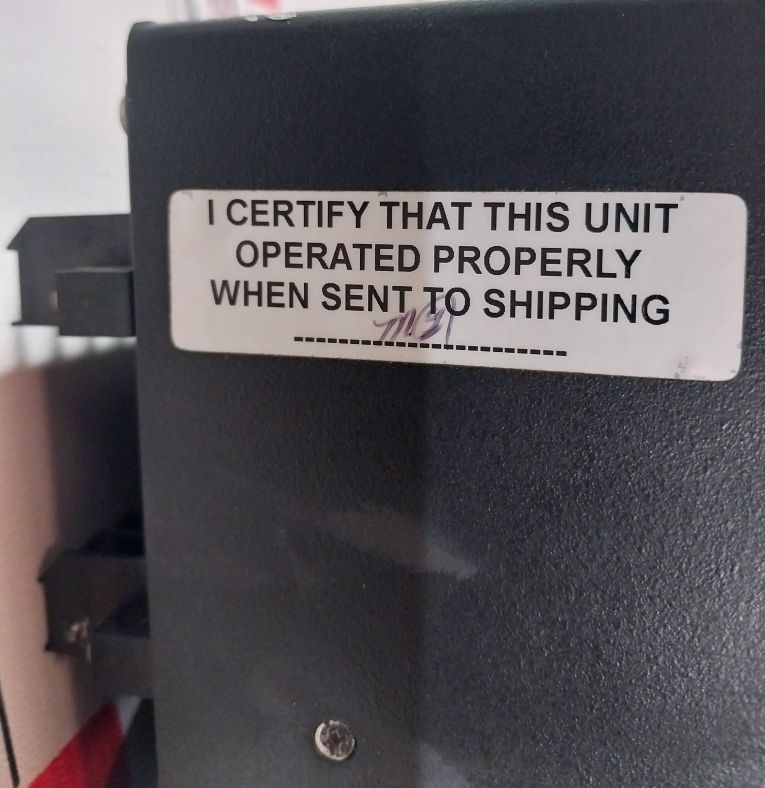 I CERTIFY THAT THIS UNIT
OPERATED PROPERLY
WHEN SENT TO SHIPPING